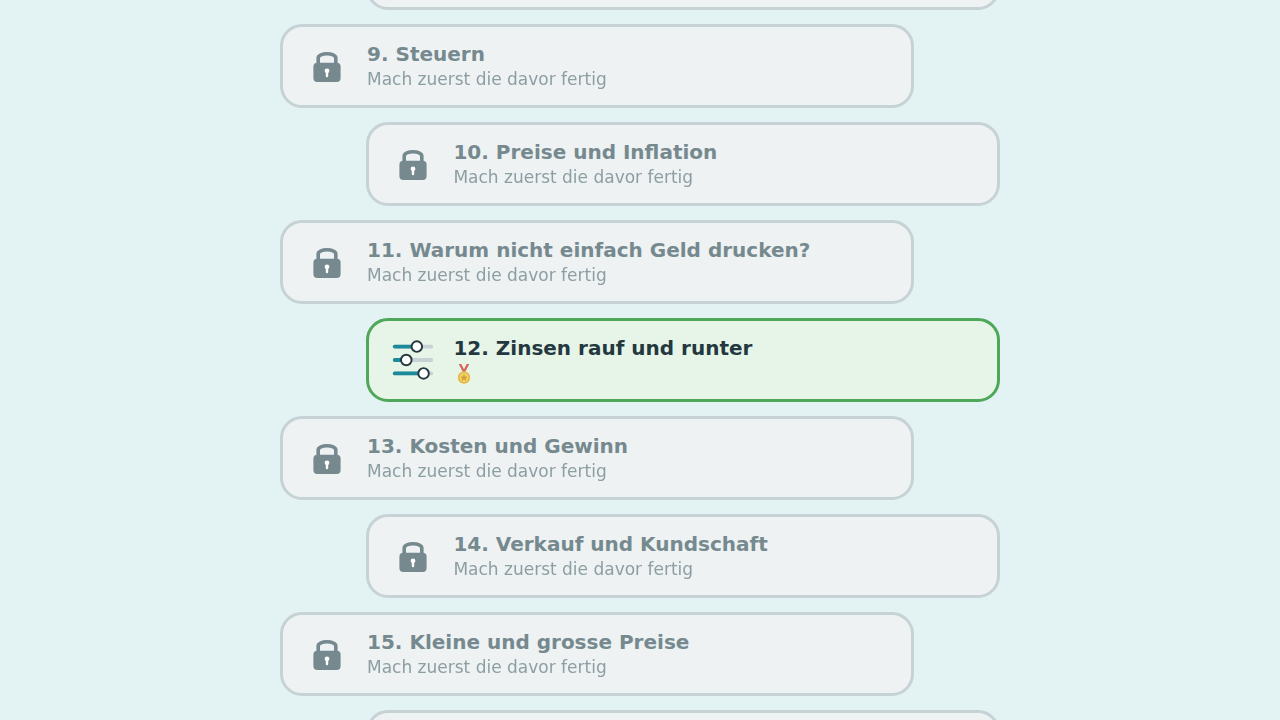 9. Steuern
Mach zuerst die davor fertig
10. Preise und Inflation
Mach zuerst die davor fertig
11. Warum nicht einfach Geld drucken?
Mach zuerst die davor fertig
12. Zinsen rauf und runter
13. Kosten und Gewinn
Mach zuerst die davor fertig
14. Verkauf und Kundschaft
Mach zuerst die davor fertig
15. Kleine und grosse Preise
Mach zuerst die davor fertig